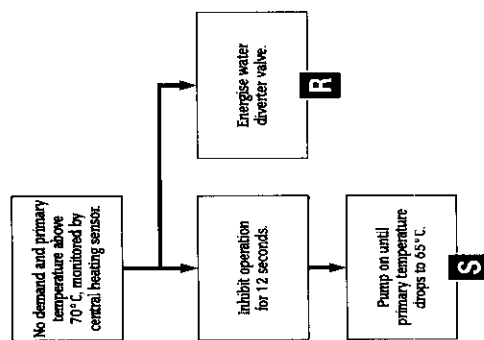 No demand and primary
temperature above
70°C, monitored by
central heating sensor.
Inhibit operation
for 12 seconds.
Energise water
diverter valve.
R
Pump on until
primary temperature
drops to 65°C.
S